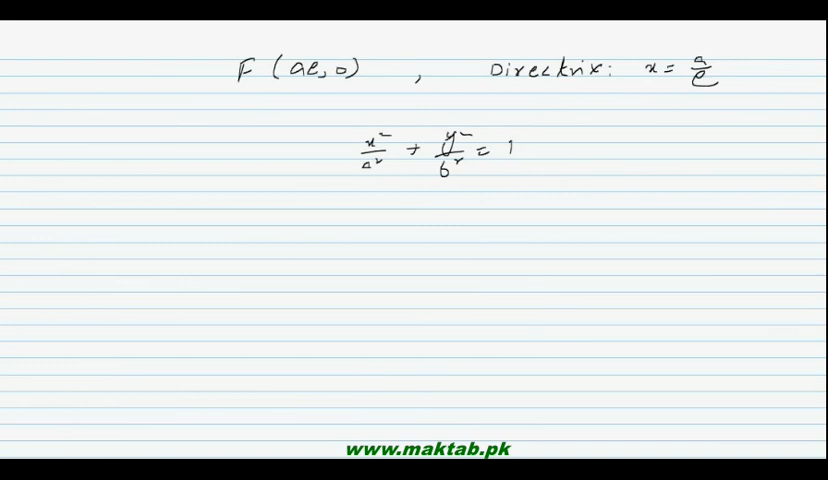 F (ae, 0) , Directrix: x = a/e
x²/a² + y²/b² = 1
www.maktab.pk